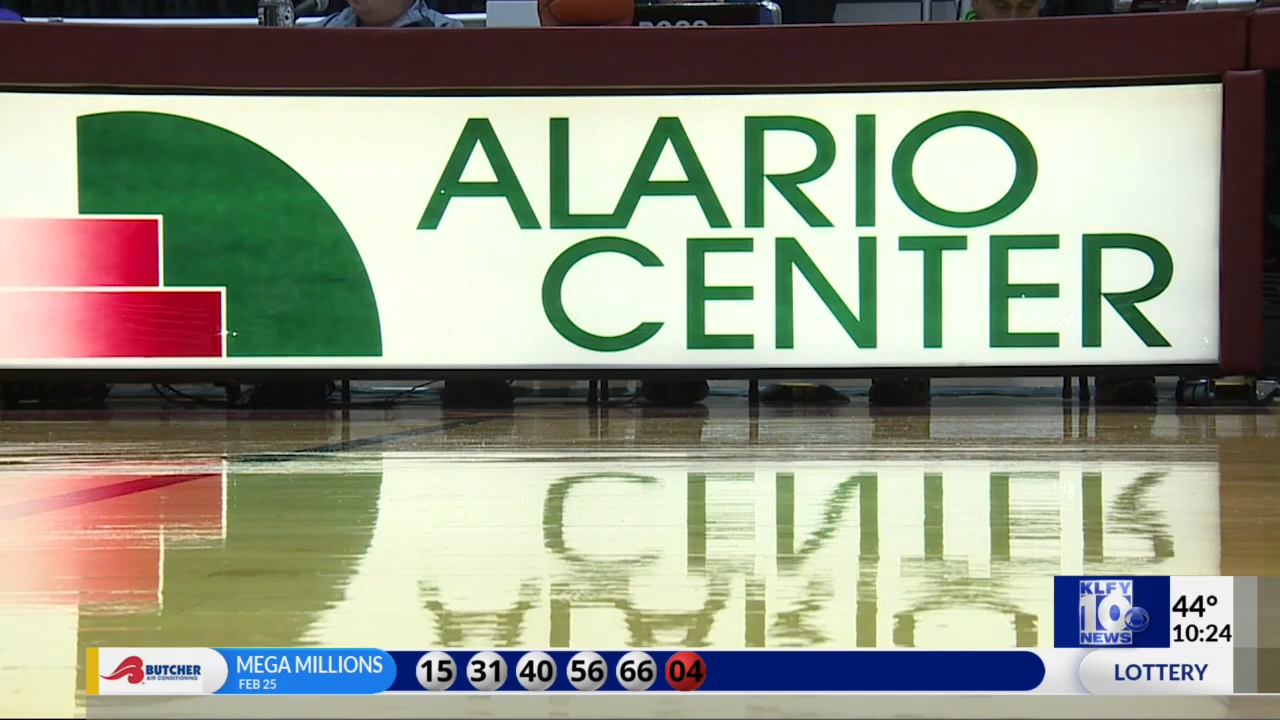 ALARIO
CENTER
KLFY
10
NEWS
44°
10:24
BUTCHER
AIR CONDITIONING
MEGA MILLIONS
FEB 25
15 31 40 56 66 04
LOTTERY